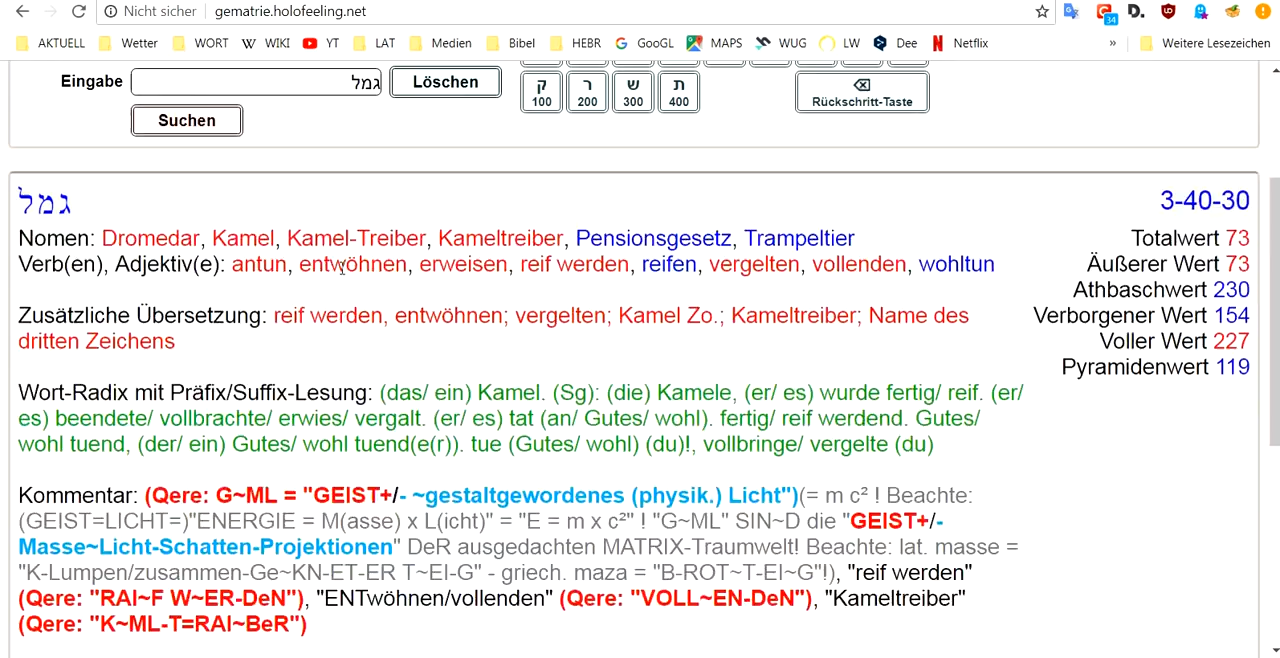 Nicht sicher gematrie.holofeeling.net
34
AKTUELL Wetter WORT WIKI YT LAT Medien Bibel HEBR GooGL MAPS WUG LW Dee Netflix » Weitere Lesezeichen
Eingabe גמל Löschen
ק ר ש ת
100 200 300 400 Rückschritt-Taste
Suchen
גמל 3-40-30
Nomen: Dromedar, Kamel, Kamel-Treiber, Kameltreiber, Pensionsgesetz, Trampeltier Totalwert 73
Verb(en), Adjektiv(e): antun, entwöhnen, erweisen, reif werden, reifen, vergelten, vollenden, wohltun Äußerer Wert 73
Athbaschwert 230
Zusätzliche Übersetzung: reif werden, entwöhnen; vergelten; Kamel Zo.; Kameltreiber; Name des Verborgener Wert 154
dritten Zeichens Voller Wert 227
Pyramidenwert 119
Wort-Radix mit Präfix/Suffix-Lesung: (das/ ein) Kamel. (Sg): (die) Kamele, (er/ es) wurde fertig/ reif. (er/
es) beendete/ vollbrachte/ erwies/ vergalt. (er/ es) tat (an/ Gutes/ wohl). fertig/ reif werdend. Gutes/
wohl tuend, (der/ ein) Gutes/ wohl tuend(e(r)). tue (Gutes/ wohl) (du)!, vollbringe/ vergelte (du)
Kommentar: (Qere: G~ML = "GEIST+/- ~gestaltgewordenes (physik.) Licht")(= m c² ! Beachte:
(GEIST=LICHT=)"ENERGIE = M(asse) x L(icht)" = "E = m x c²" ! "G~ML" SIN~D die "GEIST+/-
Masse~Licht-Schatten-Projektionen" DeR ausgedachten MATRIX-Traumwelt! Beachte: lat. masse =
"K-Lumpen/zusammen-Ge~KN-ET-ER T~EI-G" - griech. maza = "B-ROT~T-EI~G"!), "reif werden"
(Qere: "RAI~F W~ER-DeN"), "ENTwöhnen/vollenden" (Qere: "VOLL~EN-DeN"), "Kameltreiber"
(Qere: "K~ML-T=RAI~BeR")